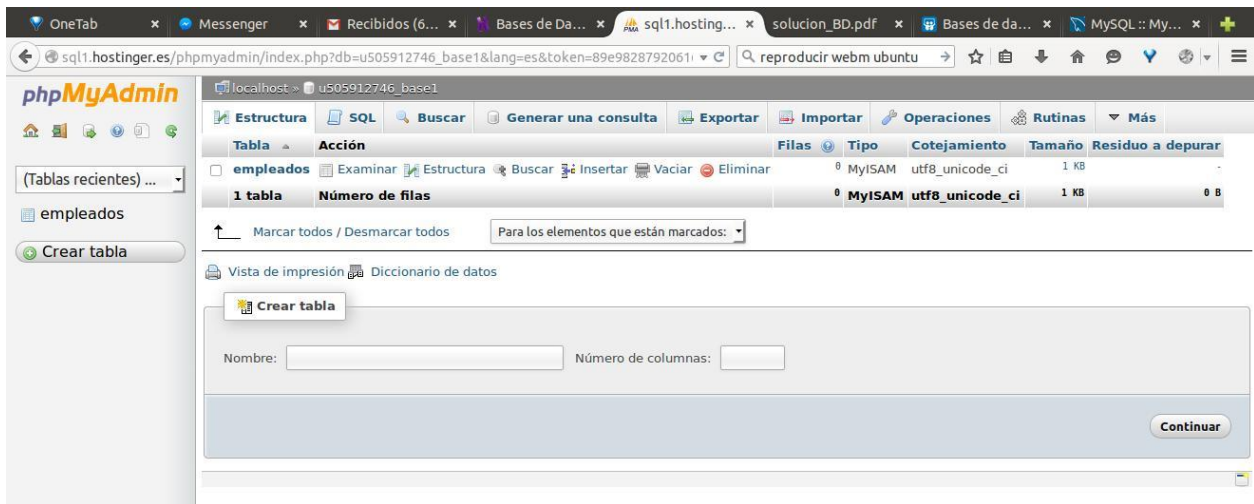 OneTab × Messenger × Recibidos (6... × Bases de Da... × sql1.hosting... × solucion_BD.pdf × Bases de da... × MySQL :: My... ×
sql1.hostinger.es/phpmyadmin/index.php?db=u505912746_base1&lang=es&token=89e9828792061 reproducir webm ubuntu
phpMyAdmin
(Tablas recientes) ...
empleados
Crear tabla
localhost » u505912746_base1
Estructura SQL Buscar Generar una consulta Exportar Importar Operaciones Rutinas Más
Tabla Acción Filas Tipo Cotejamiento Tamaño Residuo a depurar
empleados Examinar Estructura Buscar Insertar Vaciar Eliminar 0 MyISAM utf8_unicode_ci 1 KB -
1 tabla Número de filas 0 MyISAM utf8_unicode_ci 1 KB 0 B
Marcar todos / Desmarcar todos Para los elementos que están marcados:
Vista de impresión Diccionario de datos
Crear tabla
Nombre: Número de columnas:
Continuar